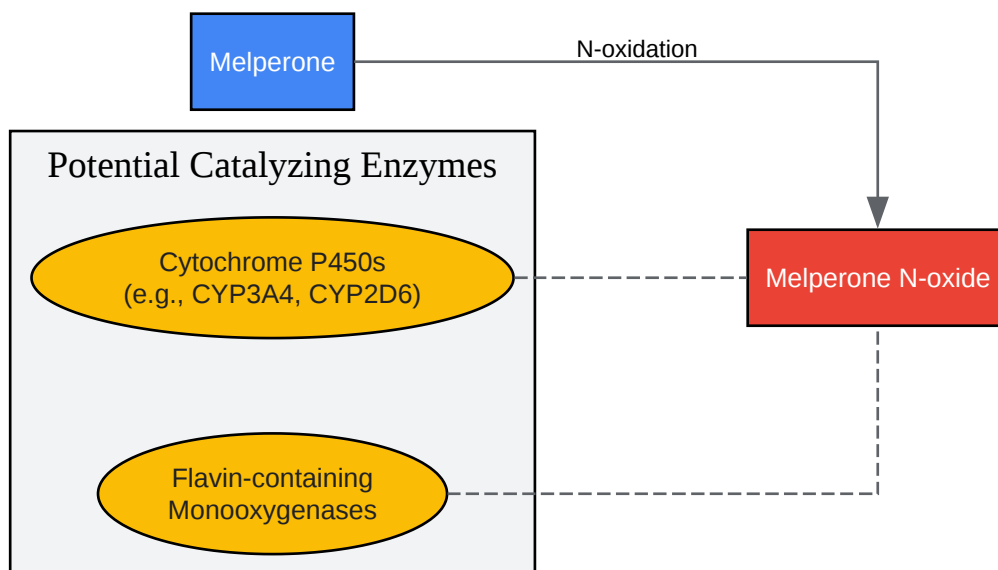 Melperone
N-oxidation
Potential Catalyzing Enzymes
Cytochrome P450s
(e.g., CYP3A4, CYP2D6)
Melperone N-oxide
Flavin-containing
Monooxygenases